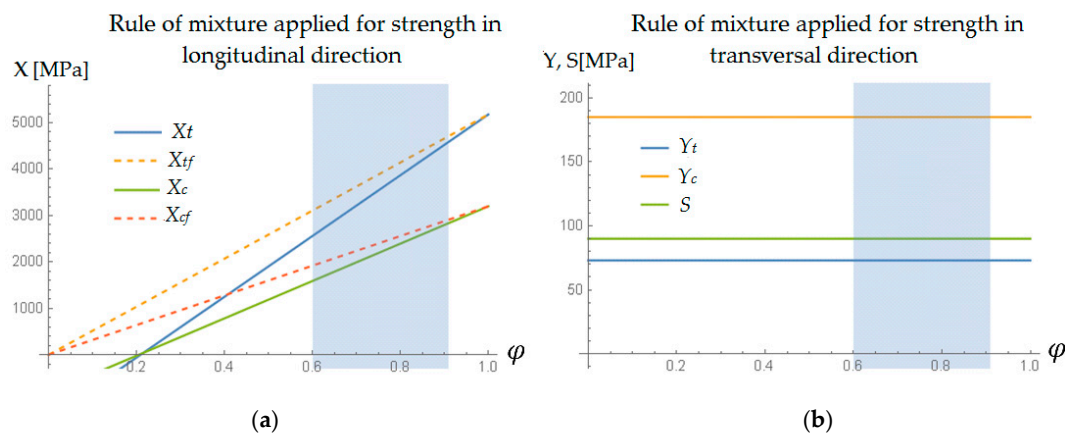 Rule of mixture applied for strength in
longitudinal direction
X [MPa]
5000
4000
3000
2000
1000
Xt
Xtf
Xc
Xcf
0.2 0.4 0.6 0.8 1.0
φ
(a)
Rule of mixture applied for strength in
transversal direction
Y, S[MPa]
200
150
100
50
Yt
Yc
S
0.0 0.2 0.4 0.6 0.8 1.0
φ
(b)